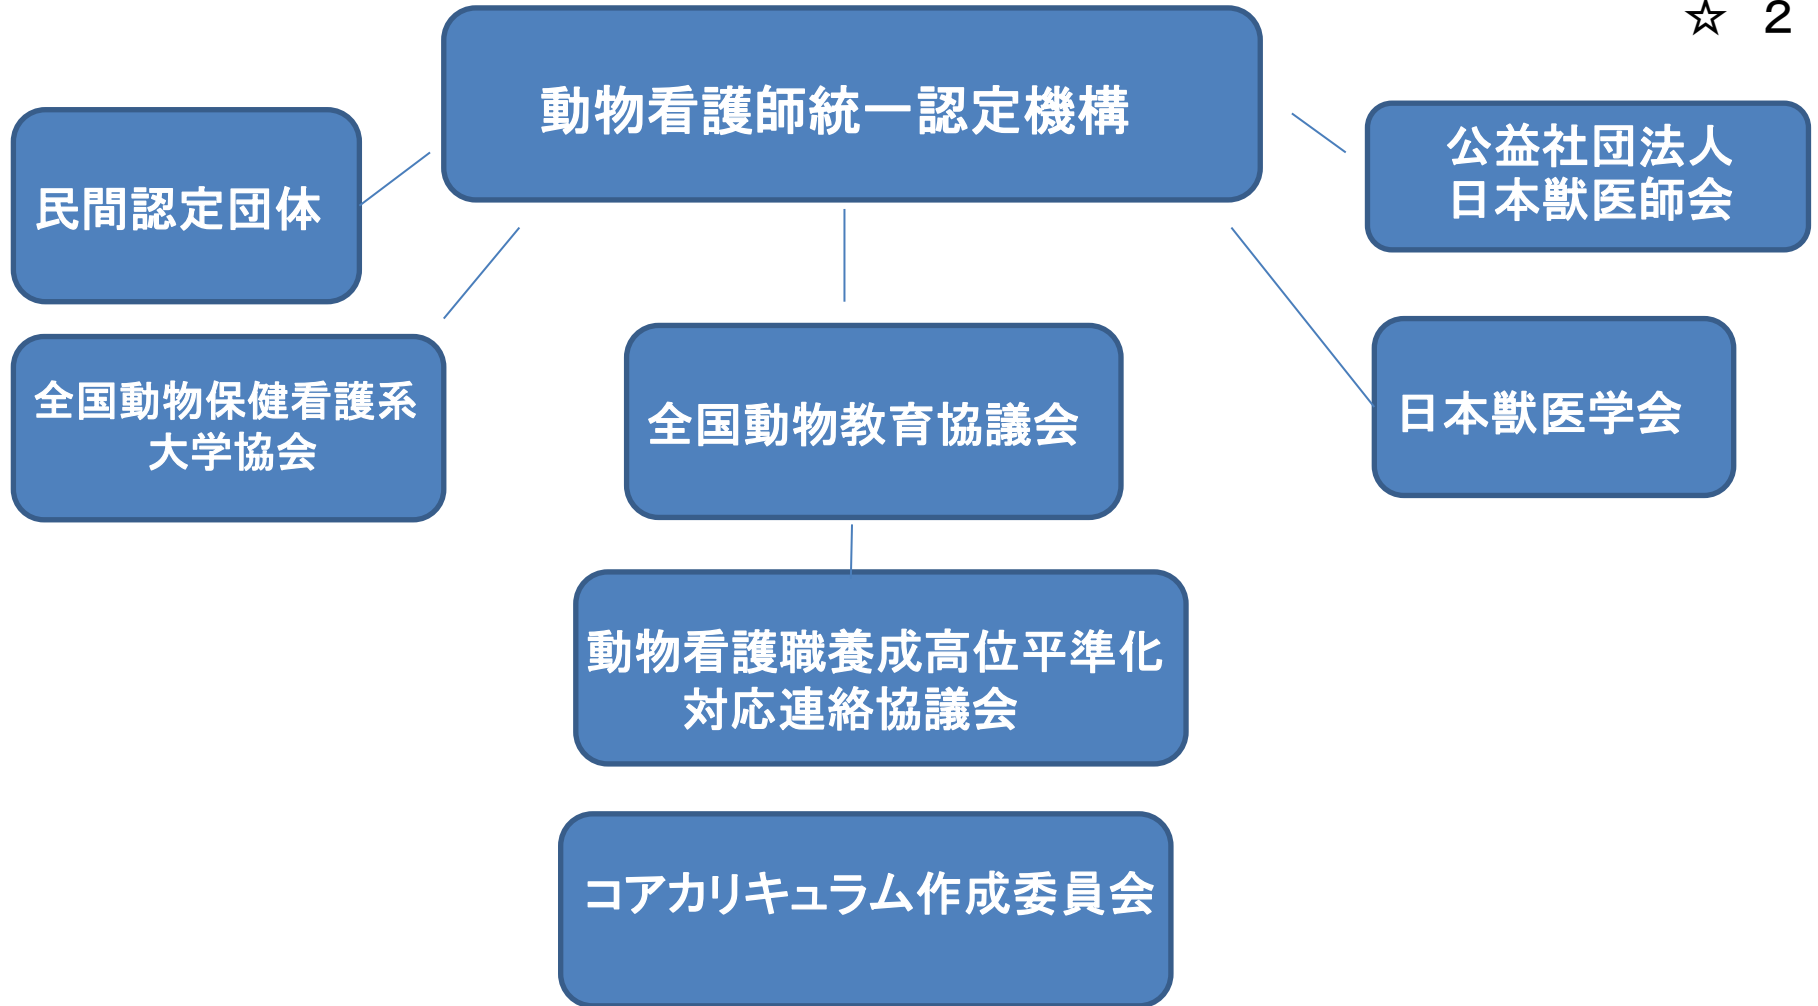 ☆ 2
動物看護師統一認定機構
民間認定団体
公益社団法人
日本獣医師会
全国動物保健看護系
大学協会
全国動物教育協議会
日本獣医学会
動物看護職養成高位平準化
対応連絡協議会
コアカリキュラム作成委員会